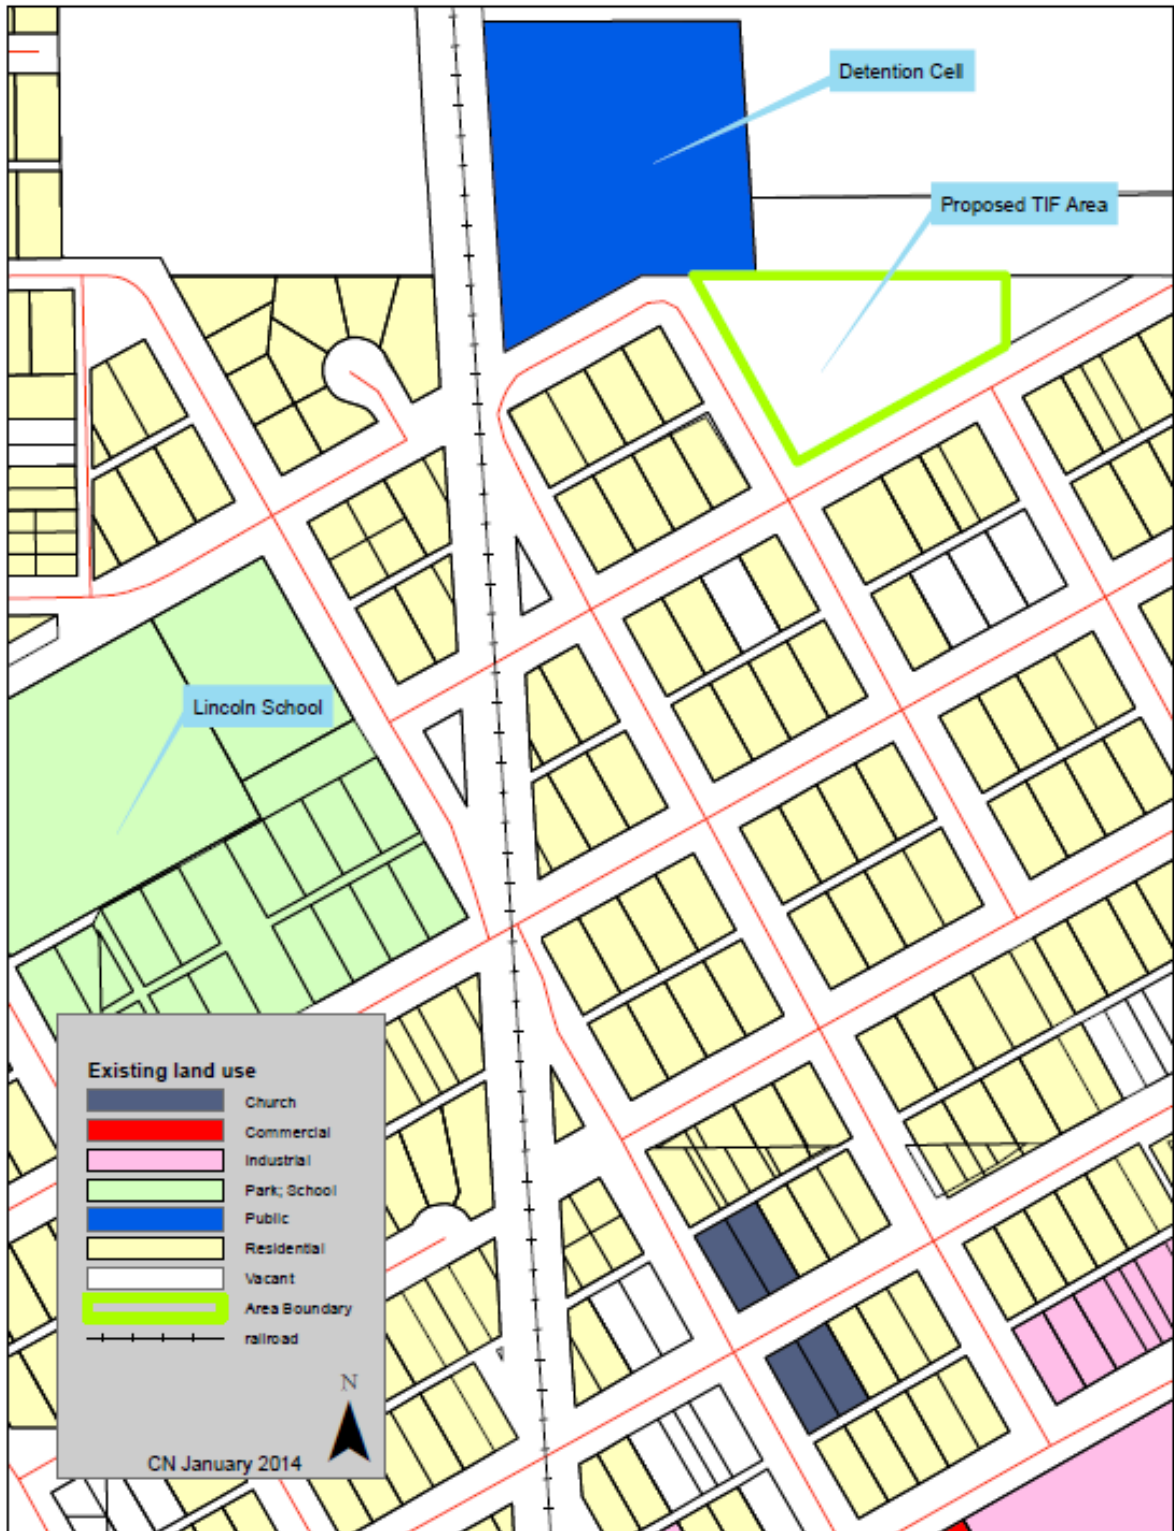 Detention Cell
Proposed TIF Area
Lincoln School
Existing land use
Church
Commercial
Industrial
Park; School
Public
Residential
Vacant
Area Boundary
railroad
N
CN January 2014